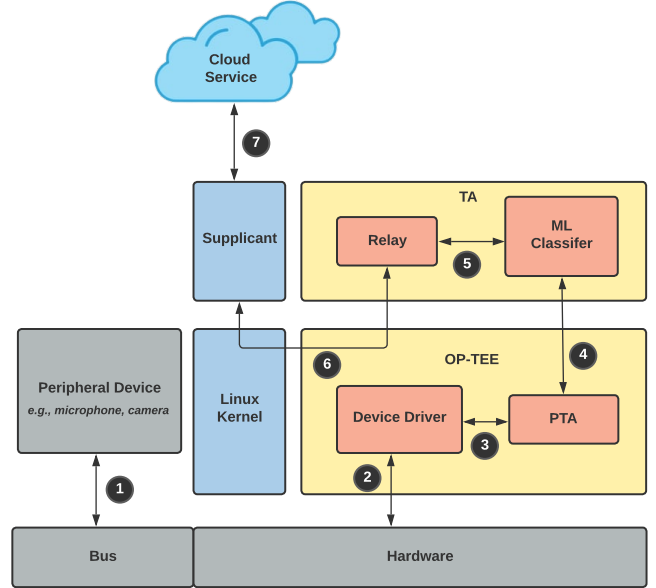 Cloud
Service
7
Supplicant
TA
Relay
ML
Classifer
5
6
4
Peripheral Device
e.g., microphone, camera
Linux
Kernel
OP-TEE
Device Driver
PTA
3
1
2
Bus
Hardware